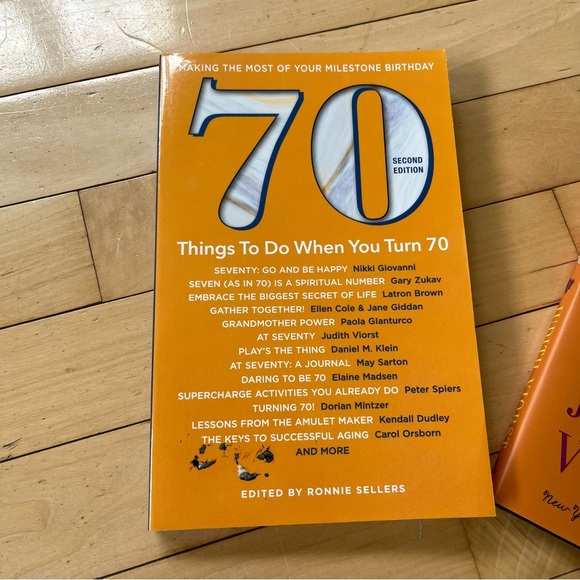 MAKING THE MOST OF YOUR MILESTONE BIRTHDAY
70
SECOND
EDITION
Things To Do When You Turn 70
SEVENTY: GO AND BE HAPPY Nikki Giovanni
SEVEN (AS IN 70) IS A SPIRITUAL NUMBER Gary Zukav
EMBRACE THE BIGGEST SECRET OF LIFE Latron Brown
GATHER TOGETHER! Ellen Cole & Jane Giddan
GRANDMOTHER POWER Paola Gianturco
AT SEVENTY Judith Viorst
PLAY'S THE THING Daniel M. Klein
AT SEVENTY: A JOURNAL May Sarton
DARING TO BE 70 Elaine Madsen
SUPERCHARGE ACTIVITIES YOU ALREADY DO Peter Spiers
TURNING 70! Dorian Mintzer
LESSONS FROM THE AMULET MAKER Kendall Dudley
THE KEYS TO SUCCESSFUL AGING Carol Orsborn
AND MORE
EDITED BY RONNIE SELLERS
New